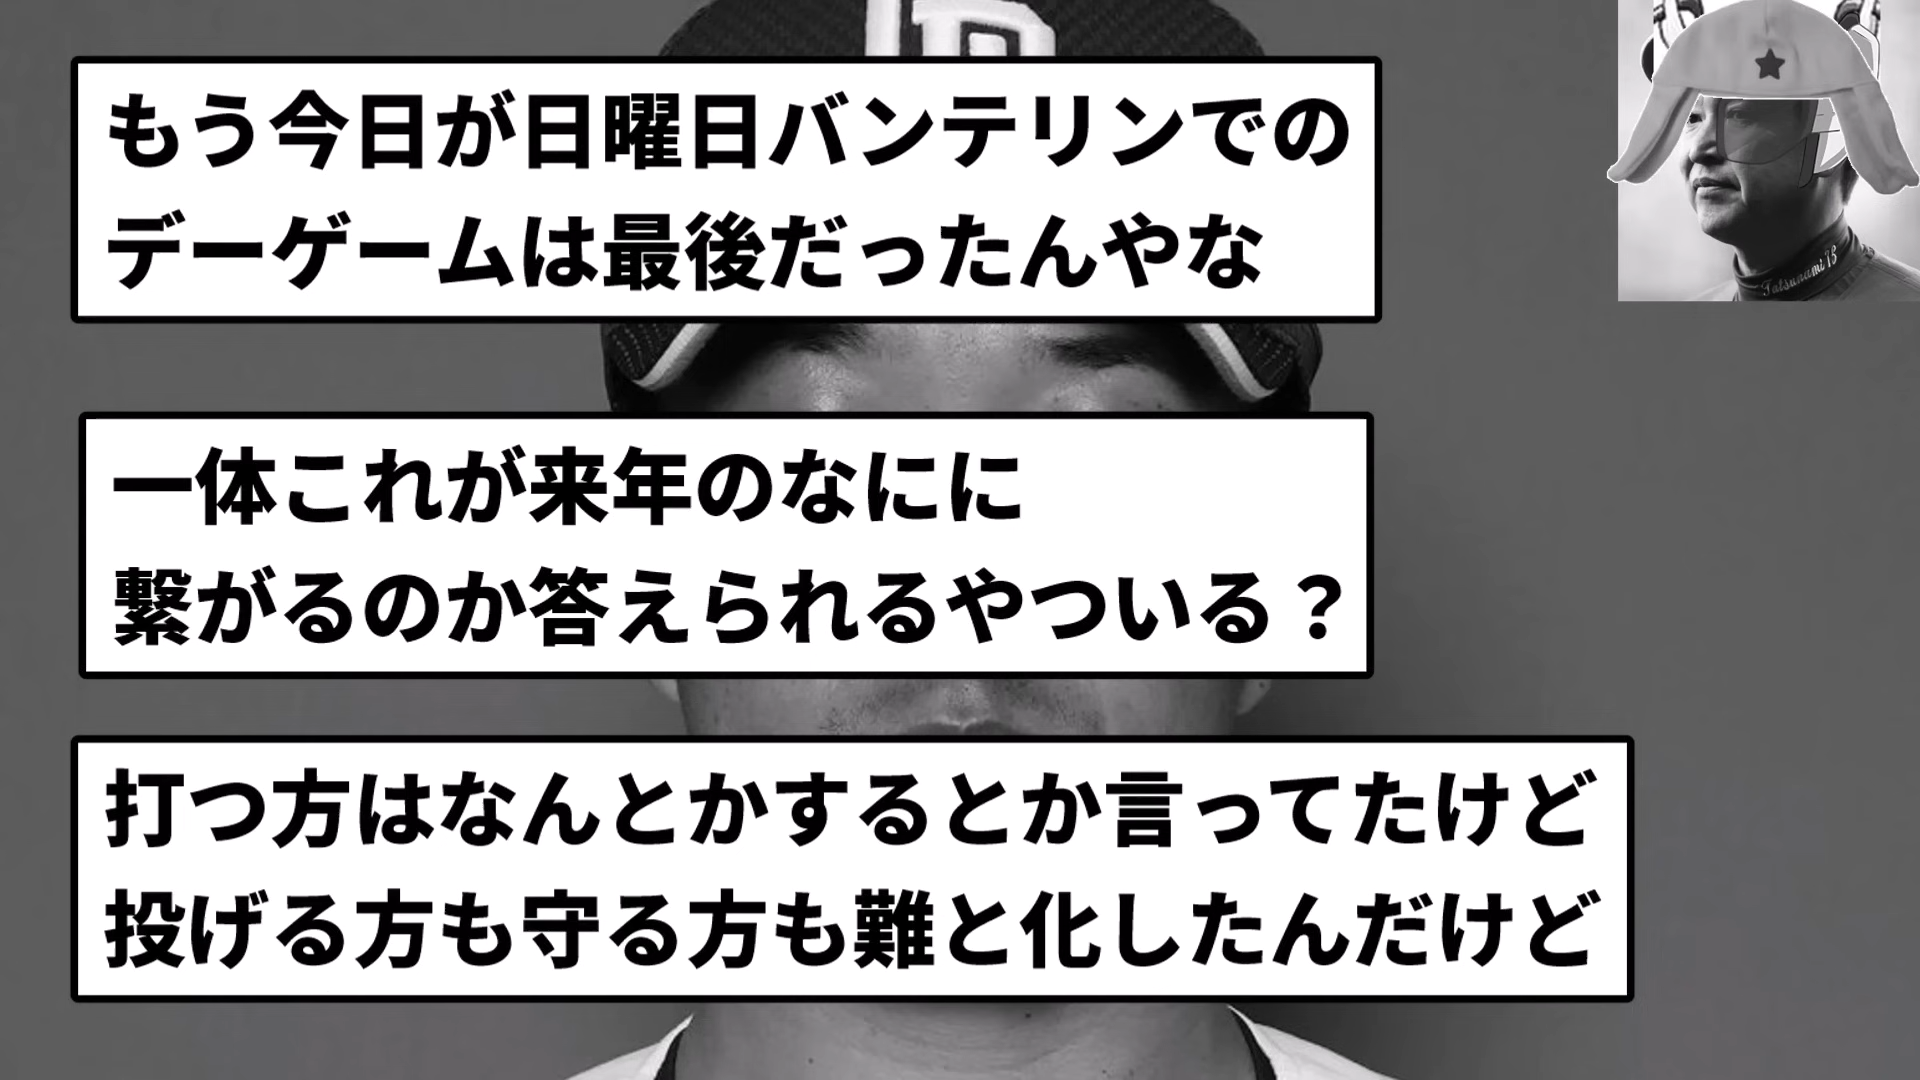 もう今日が日曜日バンテリンでの
デーゲームは最後だったんやな
一体これが来年のなにに
繋がるのか答えられるやついる？
打つ方はなんとかするとか言ってたけど
投げる方も守る方も難と化したんだけど
Tatsunami 73